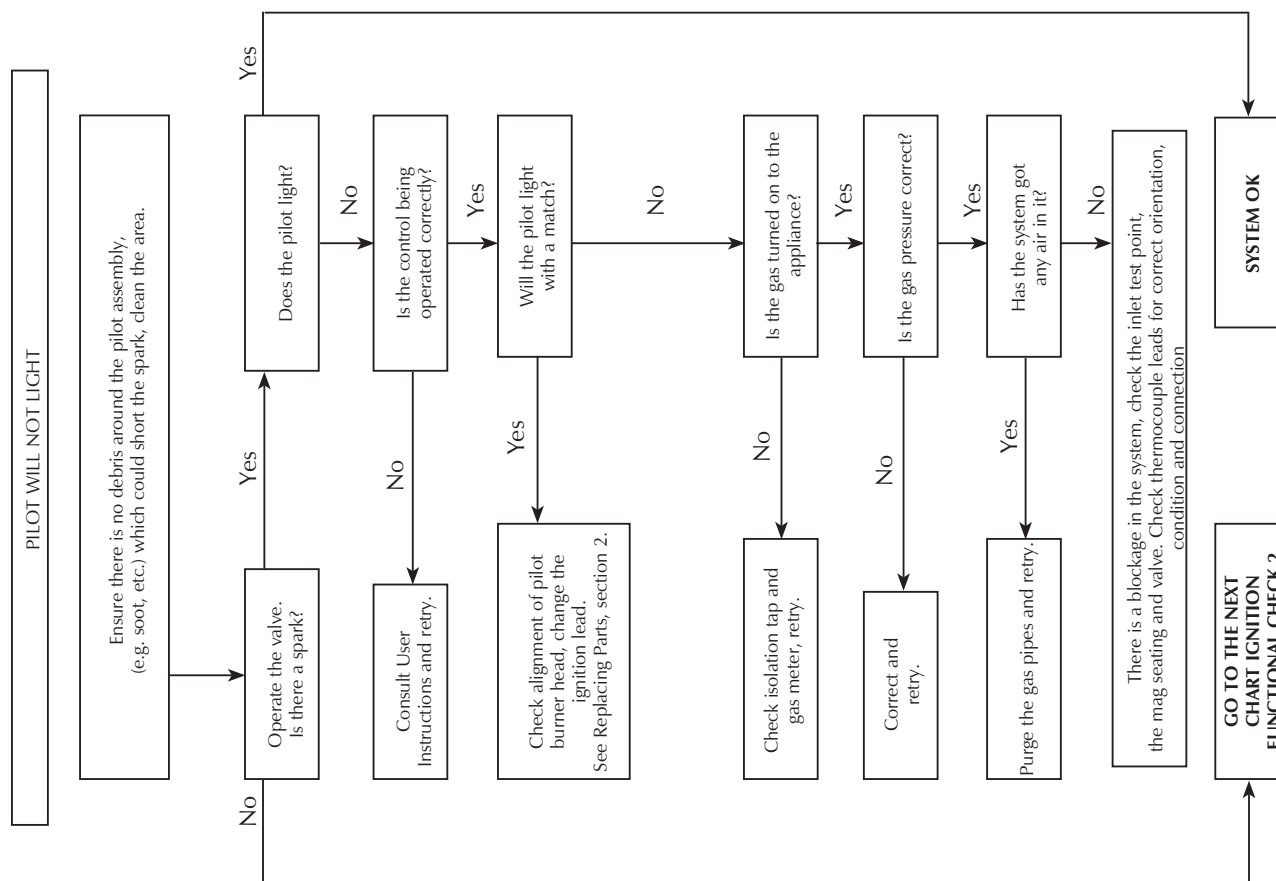 PILOT WILL NOT LIGHT
Ensure there is no debris around the pilot assembly,
(e.g. soot, etc.) which could short the spark, clean the area.
Operate the valve.
Is there a spark?
Yes
No
Does the pilot light?
Yes
No
Is the control being
operated correctly?
No
Yes
Consult User
Instructions and retry.
Will the pilot light
with a match?
Yes
No
Check alignment of pilot
burner head, change the
ignition lead.
See Replacing Parts, section 2.
Is the gas turned on to the
appliance?
No
Yes
Check isolation tap and
gas meter, retry.
Is the gas pressure correct?
No
Yes
Correct and
retry.
Has the system got
any air in it?
Yes
No
Purge the gas pipes and retry.
There is a blockage in the system, check the inlet test point,
the mag seating and valve. Check thermocouple leads for correct orientation,
condition and connection
GO TO THE NEXT
CHART IGNITION
FUNCTIONAL CHECK 2
SYSTEM OK